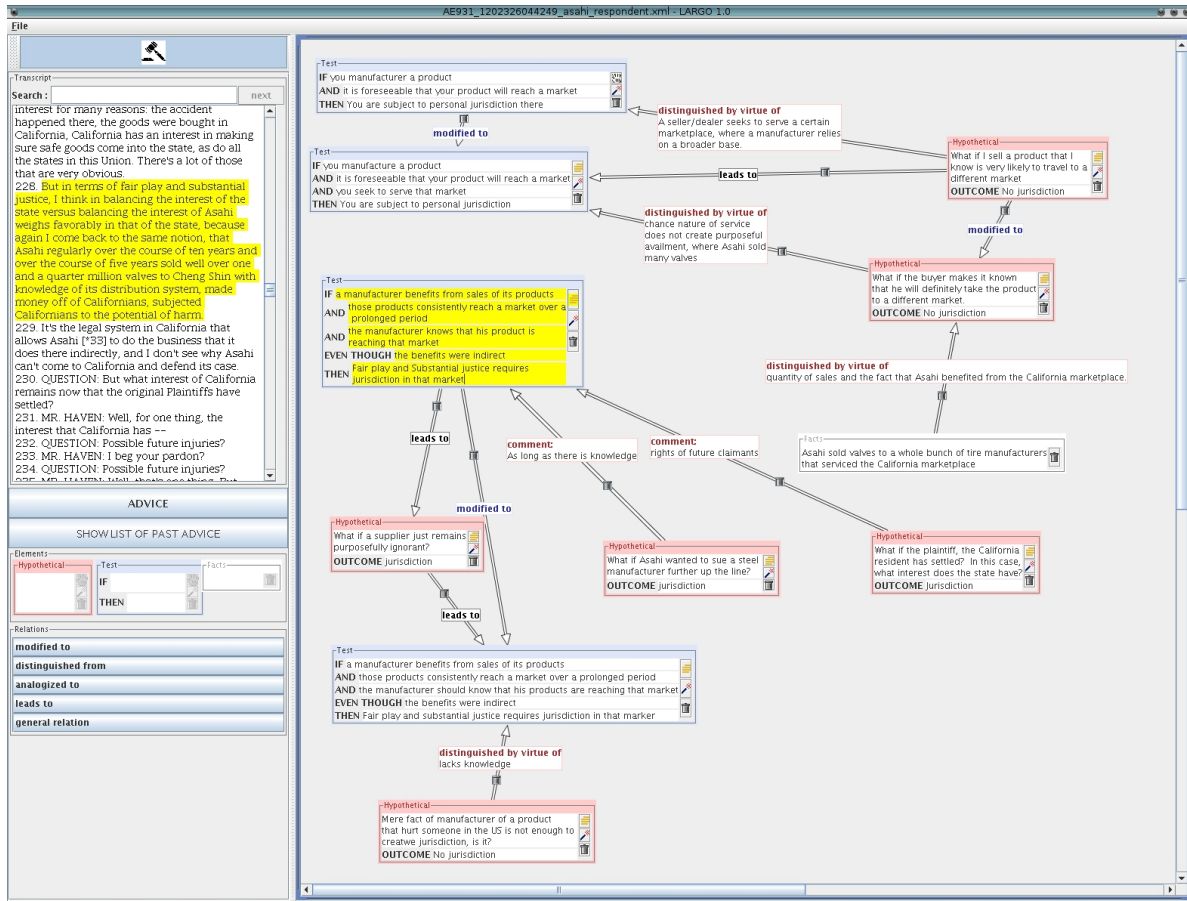 AE931_1202326044249_asahi_respondent.xml - LARGO 1.0
File
Transcript
Search :
next
interest for many reasons: the accident
happened there, the goods were bought in
California, California has an interest in making
sure safe goods come into the state, as do all
the states in this Union. There's a lot of those
that are very obvious.
228. But in terms of fair play and substantial
justice, I think in balancing the interest of the
state versus balancing the interest of Asahi
weighs favorably in that of the state, because
again I come back to the same notion, that
Asahi regularly over the course of ten years and
over the course of five years sold well over one
and a quarter million valves to Cheng Shin with
knowledge of its distribution system, made
money off of Californians, subjected
Californians to the potential of harm.
229. It's the legal system in California that
allows Asahi [*33] to do the business that it
does there indirectly, and I don't see why Asahi
can't come to California and defend its case.
230. QUESTION: But what interest of California
remains now that the original Plaintiffs have
settled?
231. MR. HAVEN: Well, for one thing, the
interest that California has --
232. QUESTION: Possible future injuries?
233. MR. HAVEN: I beg your pardon?
234. QUESTION: Possible future injuries?
235. MR. HAVEN: Well, that's one thing. But
ADVICE
SHOW LIST OF PAST ADVICE
Elements
Hypothetical
Test
IF
THEN
Facts
Relations
modified to
distinguished from
analogized to
leads to
general relation
Test
IF you manufacturer a product
AND it is foreseeable that your product will reach a market
THEN You are subject to personal jurisdiction there
modified to
distinguished by virtue of
A seller/dealer seeks to serve a certain
marketplace, where a manufacturer relies
on a broader base.
Test
IF you manufacture a product
AND it is foreseeable that your product will reach a market
AND you seek to serve that market
THEN You are subject to personal jurisdiction
leads to
Hypothetical
What if I sell a product that I
know is very likely to travel to a
different market
OUTCOME No jurisdiction
distinguished by virtue of
chance nature of service
does not create purposeful
availment, where Asahi sold
many valves
modified to
Hypothetical
What if the buyer makes it known
that he will definitely take the product
to a different market.
OUTCOME No jurisdiction
Test
IF a manufacturer benefits from sales of its products
AND those products consistently reach a market over a
prolonged period
AND the manufacturer knows that his product is
reaching that market
EVEN THOUGH the benefits were indirect
THEN Fair play and Substantial justice requires
jurisdiction in that market
distinguished by virtue of
quantity of sales and the fact that Asahi benefited from the California marketplace.
Facts
Asahi sold valves to a whole bunch of tire manufacturers
that serviced the California marketplace
leads to
comment:
As long as there is knowledge
comment:
rights of future claimants
modified to
Hypothetical
What if a supplier just remains
purposefully ignorant?
OUTCOME jurisdiction
Hypothetical
What if Asahi wanted to sue a steel
manufacturer further up the line?
OUTCOME jurisdiction
Hypothetical
What if the plaintiff, the California
resident has settled? In this case,
what interest does the state have?
OUTCOME Jurisdiction
leads to
Test
IF a manufacturer benefits from sales of its products
AND those products consistently reach a market over a prolonged period
AND the manufacturer should know that his products are reaching that market
EVEN THOUGH the benefits were indirect
THEN Fair play and substantial justice requires jurisdiction in that marker
distinguished by virtue of
lacks knowledge
Hypothetical
Mere fact of manufacturer of a product
that hurt someone in the US is not enough to
creatwe jurisdiction, is it?
OUTCOME No jurisdiction